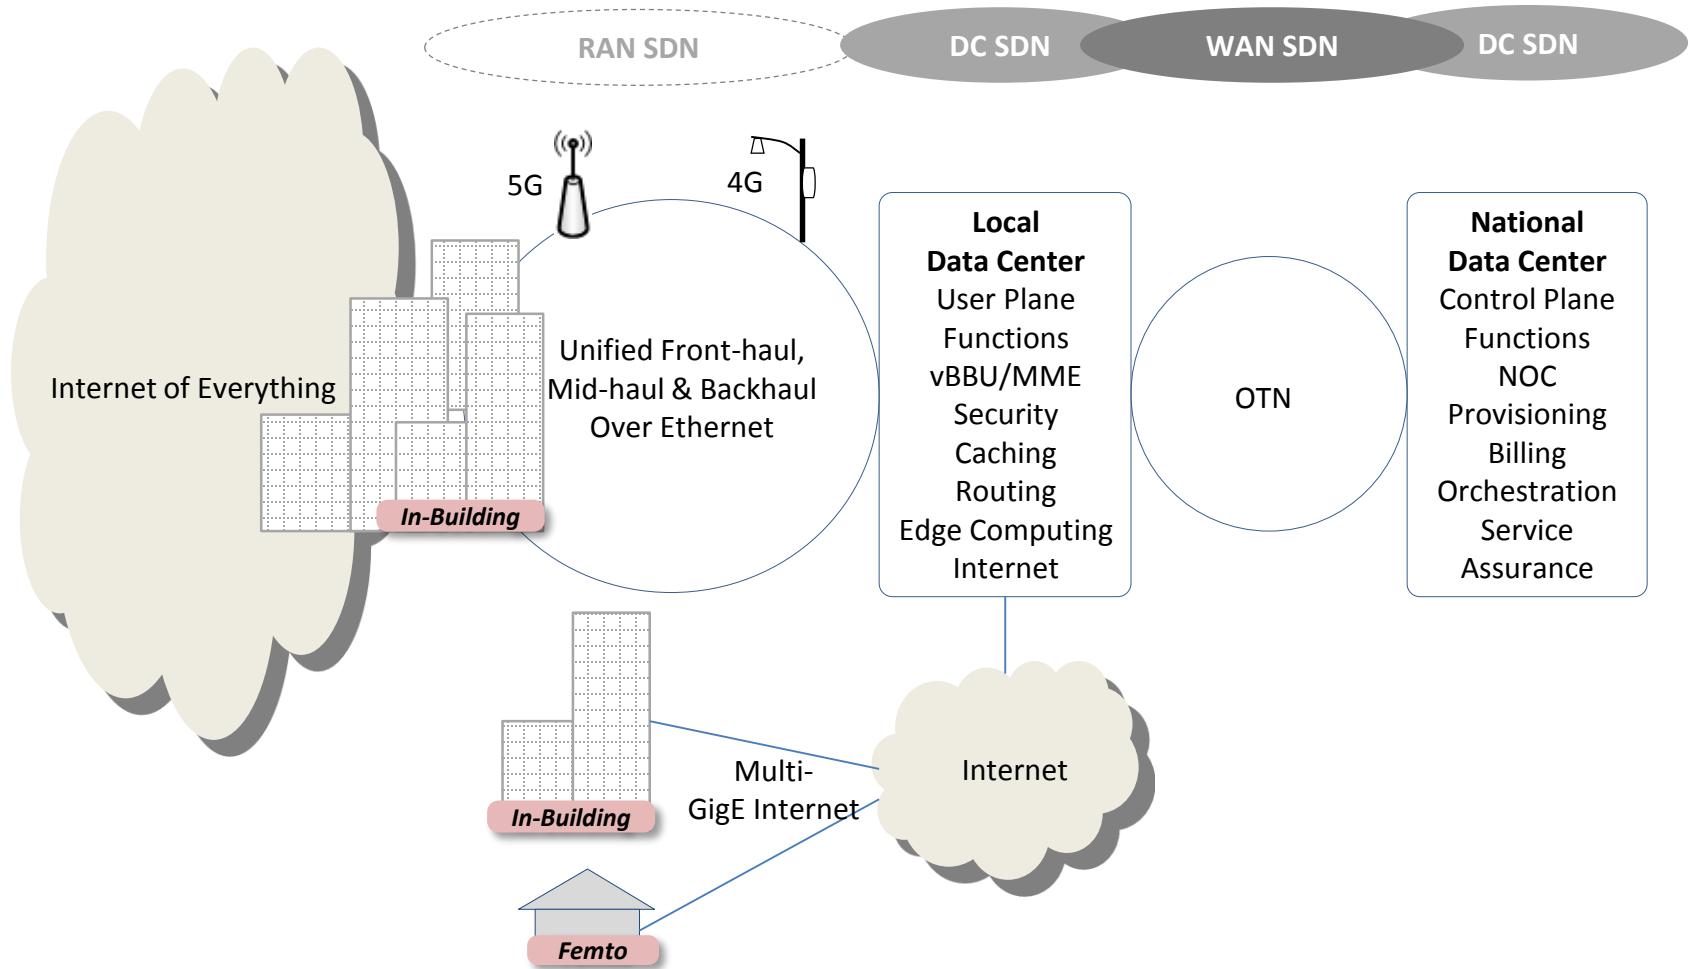 RAN SDN
DC SDN
WAN SDN
DC SDN
5G
4G
Internet of Everything
In-Building
Unified Front-haul,
Mid-haul & Backhaul
Over Ethernet
Local
Data Center
User Plane
Functions
vBBU/MME
Security
Caching
Routing
Edge Computing
Internet
OTN
National
Data Center
Control Plane
Functions
NOC
Provisioning
Billing
Orchestration
Service
Assurance
In-Building
Multi-
GigE Internet
Internet
Femto